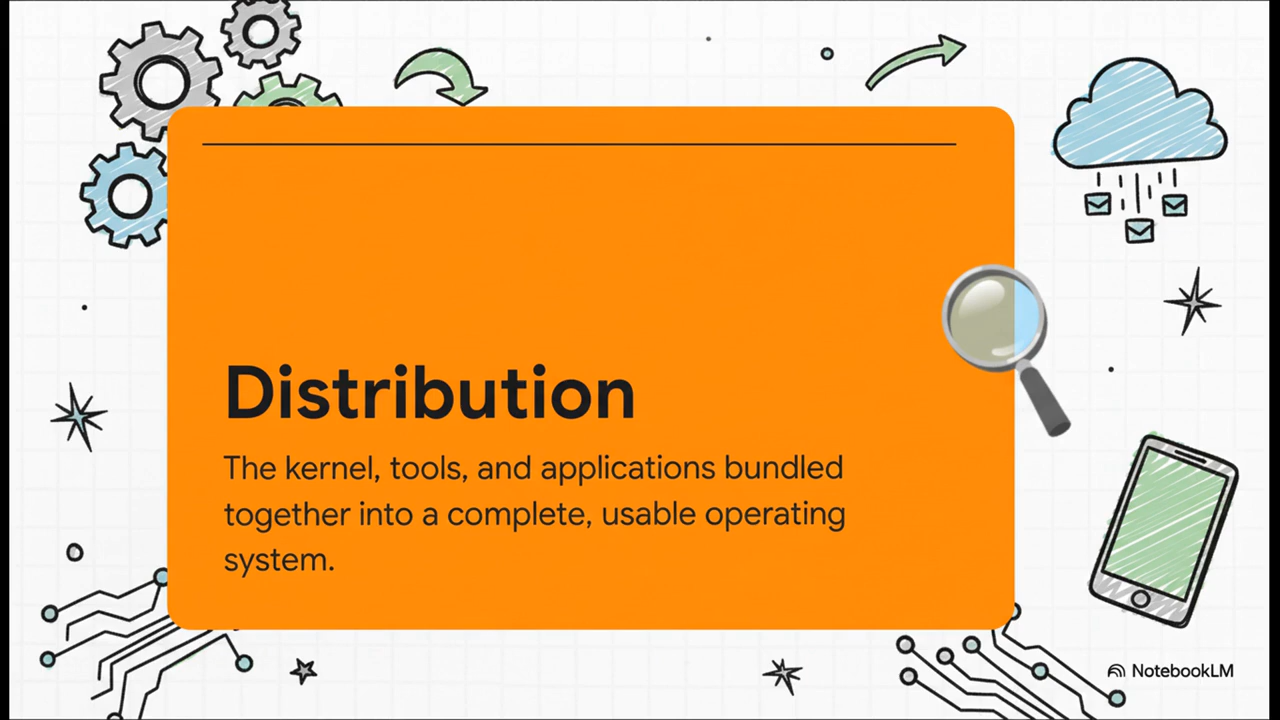 Distribution
The kernel, tools, and applications bundled
together into a complete, usable operating
system.
NotebookLM